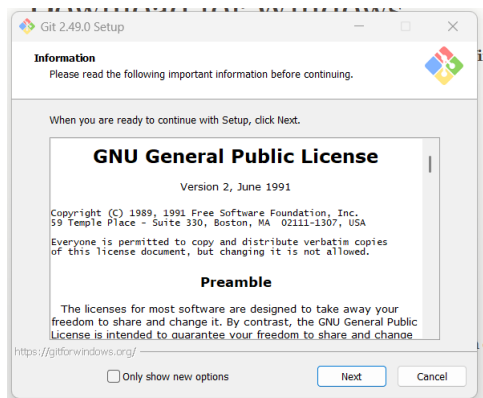 Download for Windows
Git 2.49.0 Setup
Information
Please read the following important information before continuing.
When you are ready to continue with Setup, click Next.
GNU General Public License
Version 2, June 1991
Copyright (C) 1989, 1991 Free Software Foundation, Inc.
59 Temple Place - Suite 330, Boston, MA  02111-1307, USA
Everyone is permitted to copy and distribute verbatim copies
of this license document, but changing it is not allowed.
Preamble
The licenses for most software are designed to take away your
freedom to share and change it. By contrast, the GNU General Public
License is intended to guarantee your freedom to share and change
https://gitforwindows.org/
Only show new options
Next
Cancel